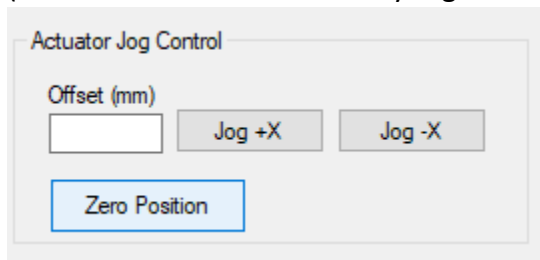 Actuator Jog Control
Offset (mm)
Jog +X Jog -X
Zero Position